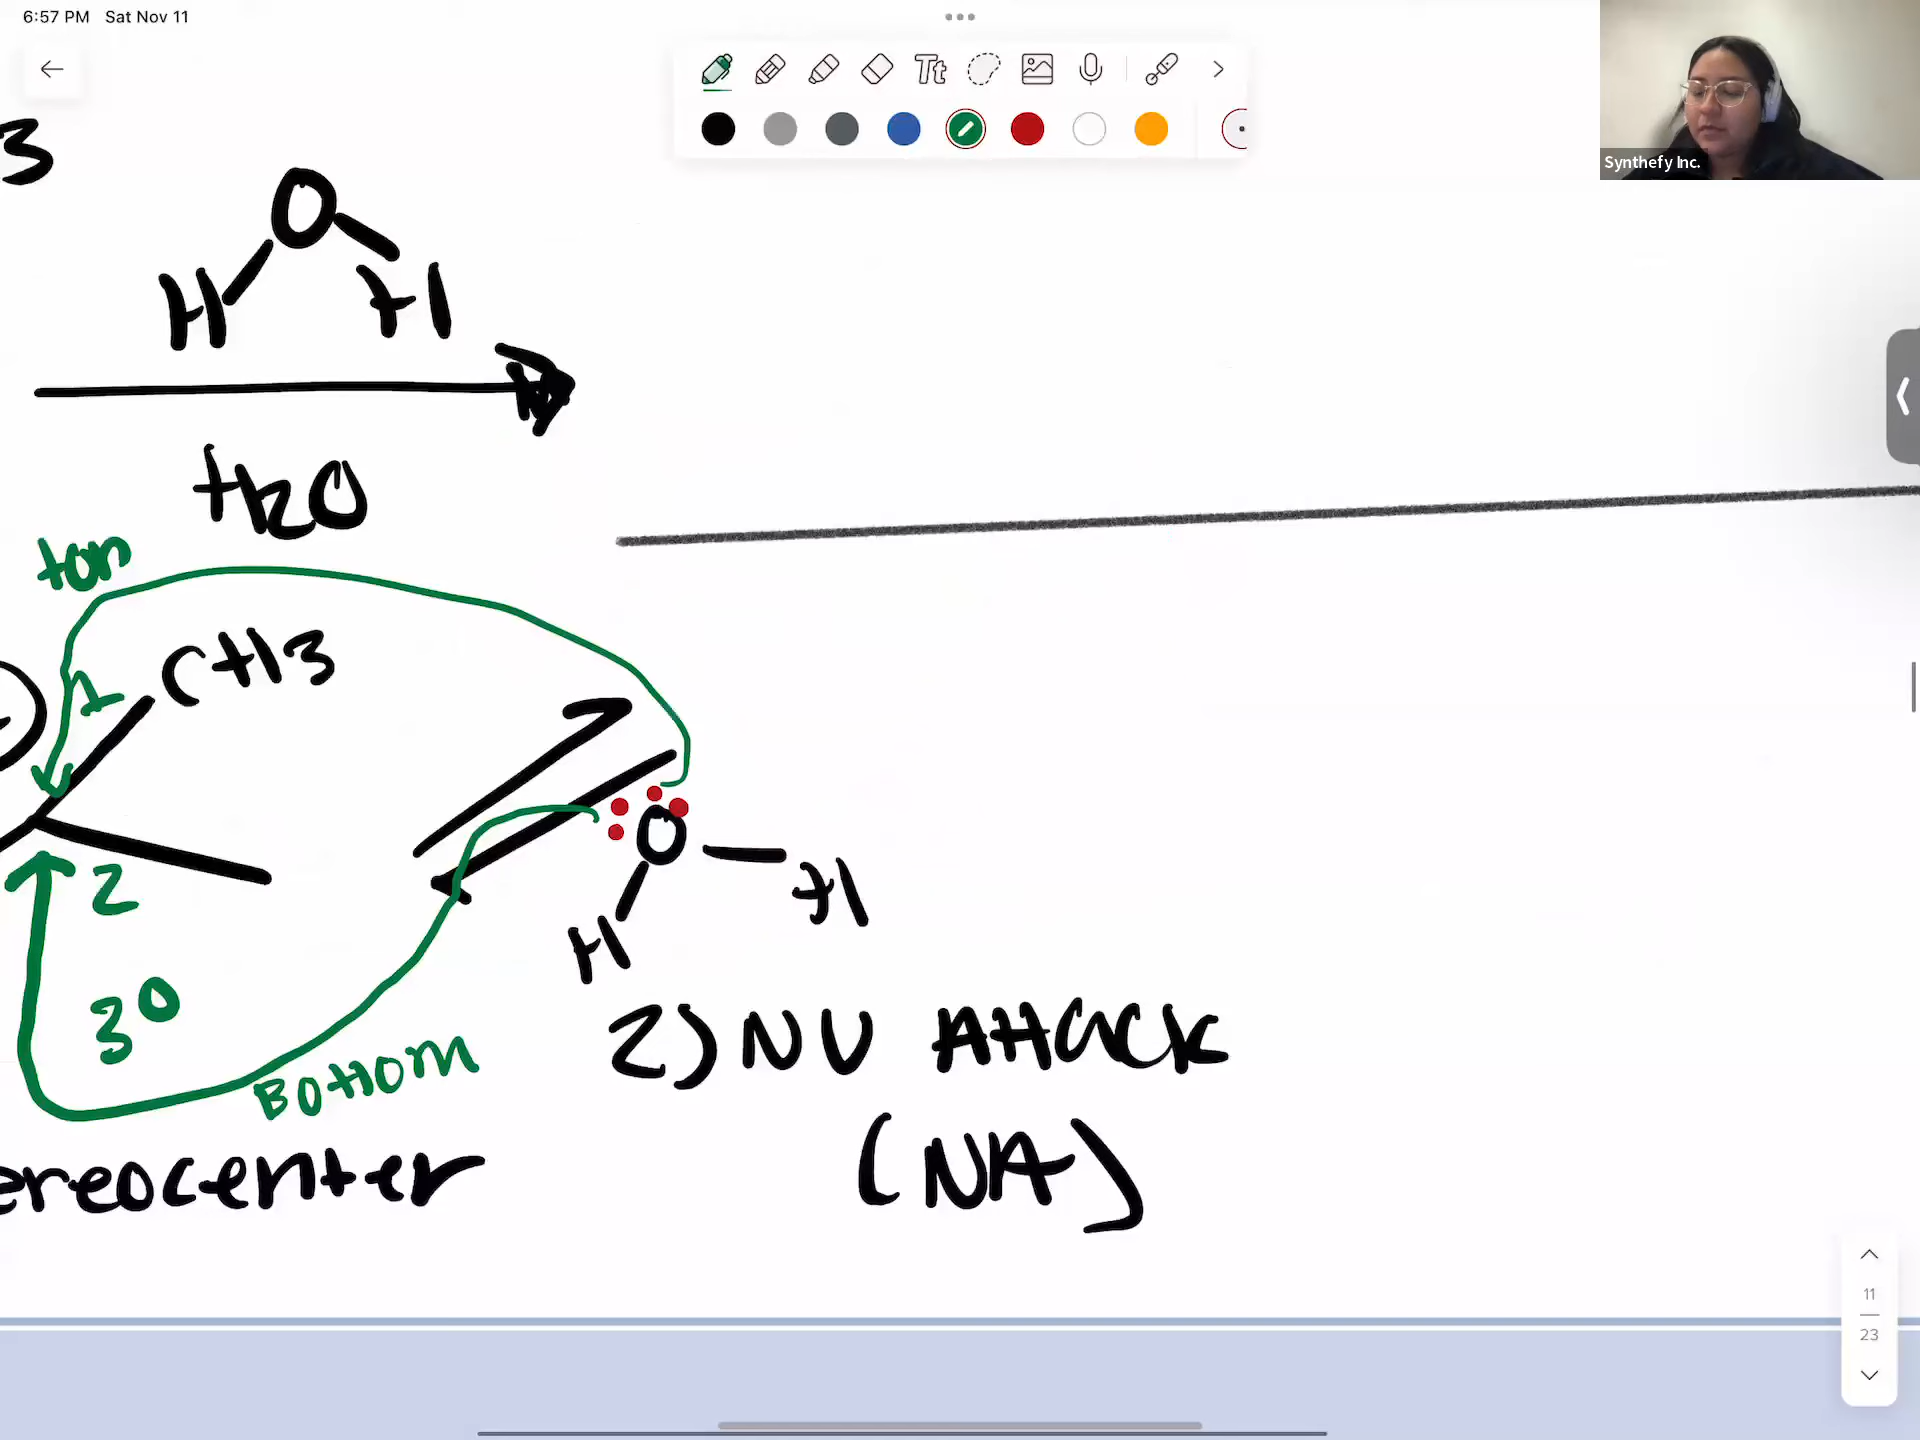 6:57 PM Sat Nov 11
Tt
Synthefy Inc.
3
O
H H
H2O
top
1
CH3
O
H
H
2
3°
Bottom
2) NU Attack
(NA)
ereocenter
11
23